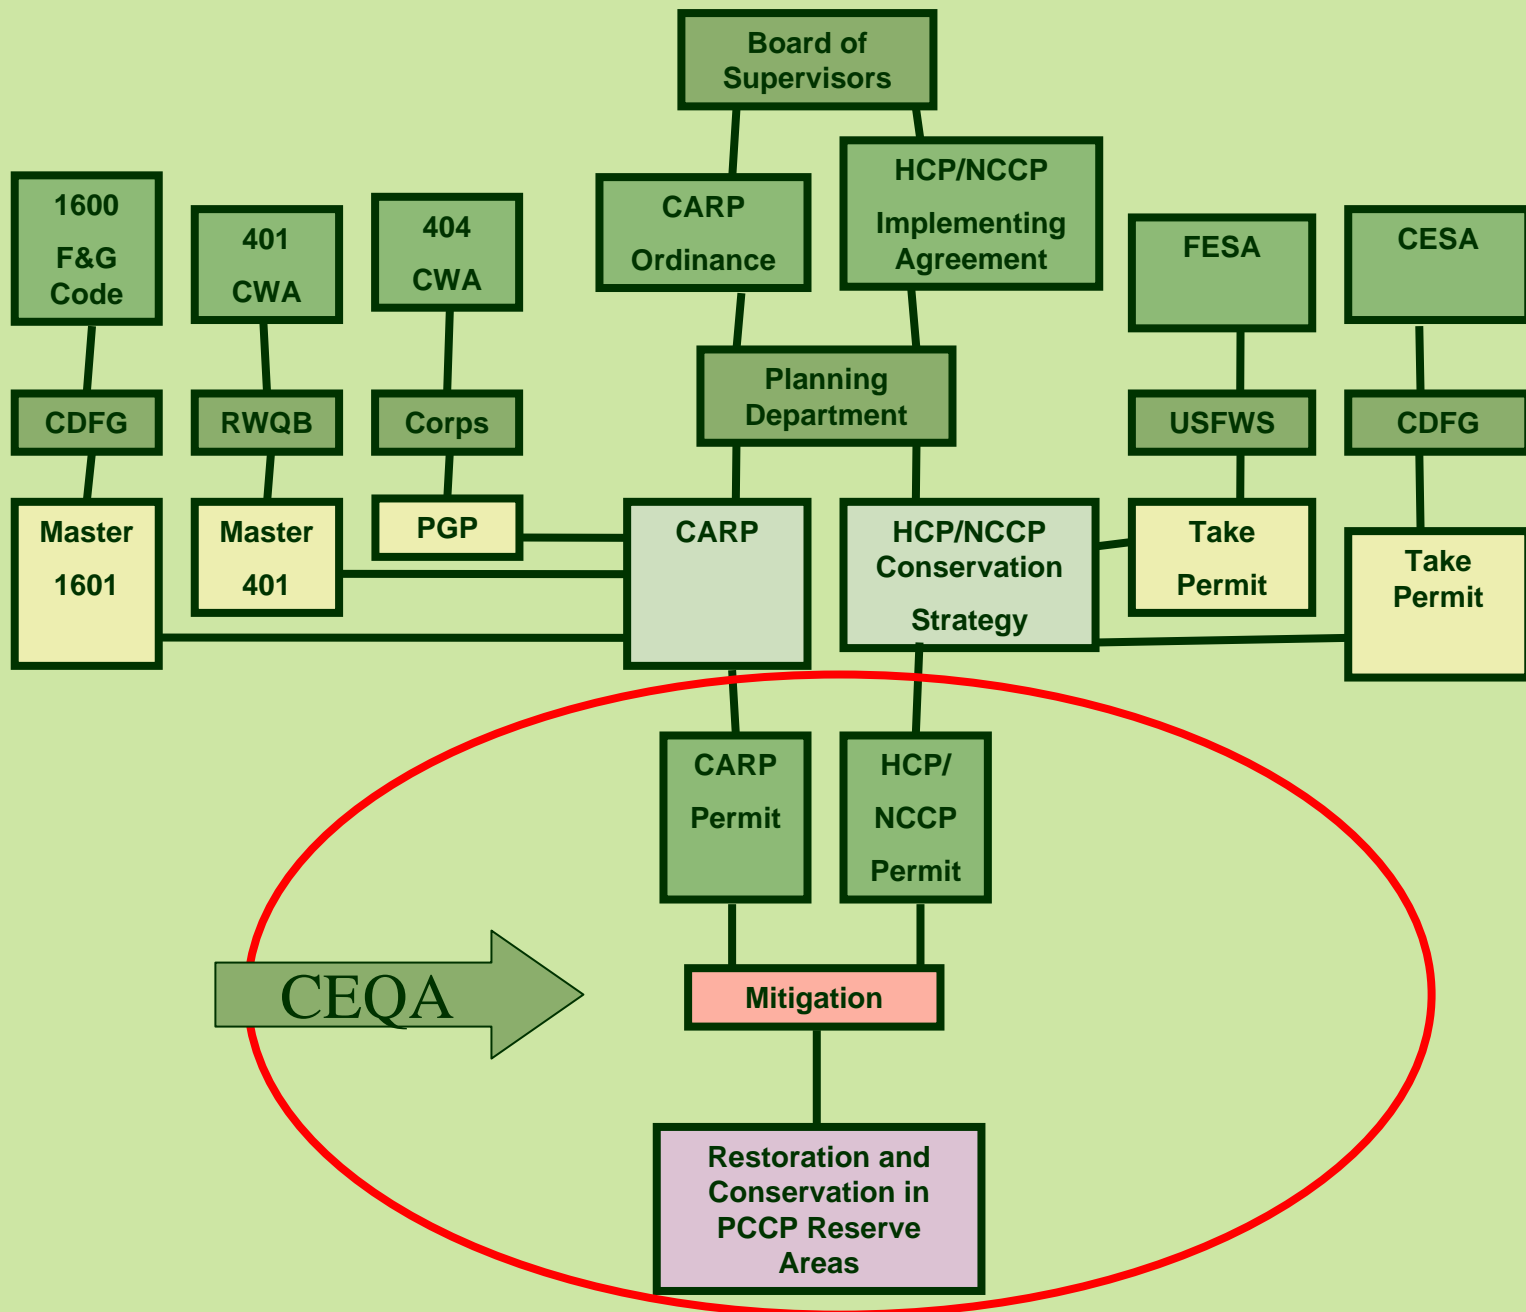 Board of
Supervisors
1600
F&G
Code
401
CWA
404
CWA
CARP
Ordinance
HCP/NCCP
Implementing
Agreement
FESA
CESA
Planning
Department
CDFG
RWQB
Corps
USFWS
CDFG
Master
1601
Master
401
PGP
CARP
HCP/NCCP
Conservation
Strategy
Take
Permit
Take
Permit
CARP
Permit
HCP/
NCCP
Permit
CEQA
Mitigation
Restoration and
Conservation in
PCCP Reserve
Areas